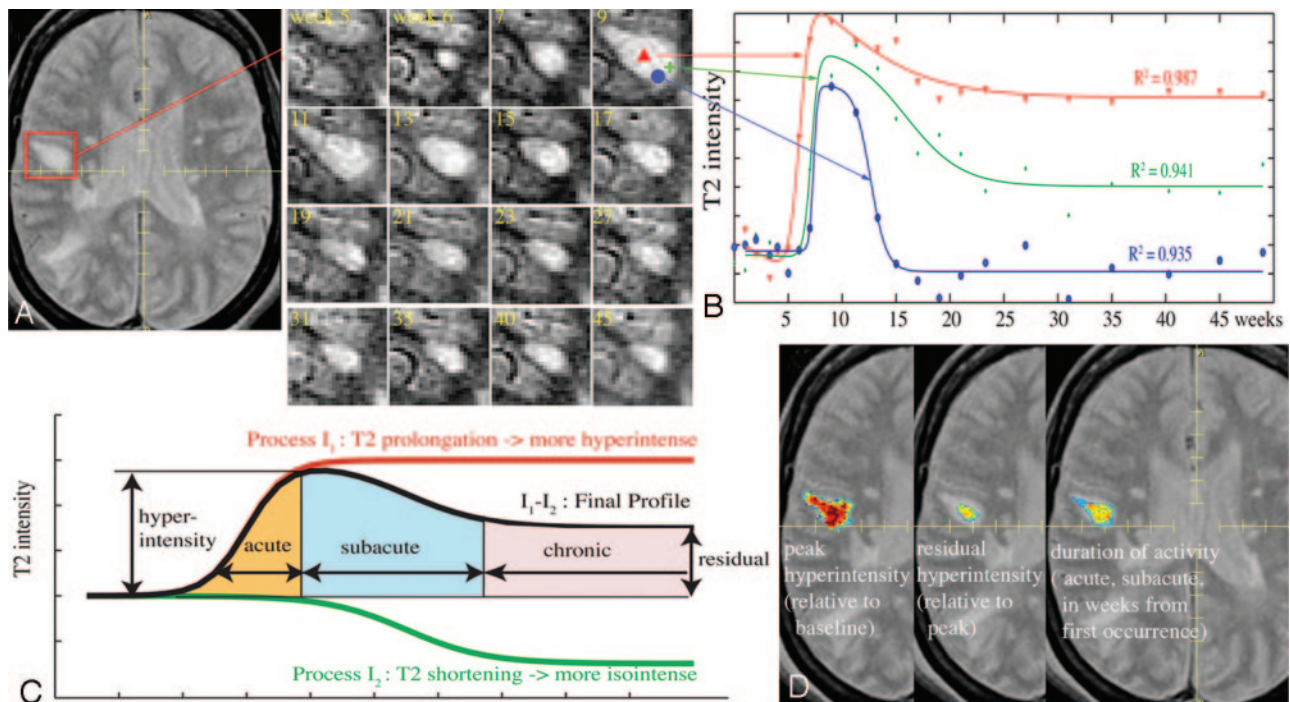 A
week 5
week 6
7
9
11
13
15
17
19
21
23
27
31
35
40
45
B
T2 intensity
R² = 0.987
R² = 0.941
R² = 0.935
5
10
15
20
25
30
35
40
45 weeks
C
T2 intensity
Process I₁ : T2 prolongation -> more hyperintense
hyper-
intensity
I₁-I₂ : Final Profile
acute
subacute
chronic
residual
Process I₂ : T2 shortening -> more isointense
D
peak
hyperintensity
(relative to
baseline)
residual
hyperintensity
(relative to
peak)
duration of activity
( acute, subacute,
in weeks from
first occurrence)